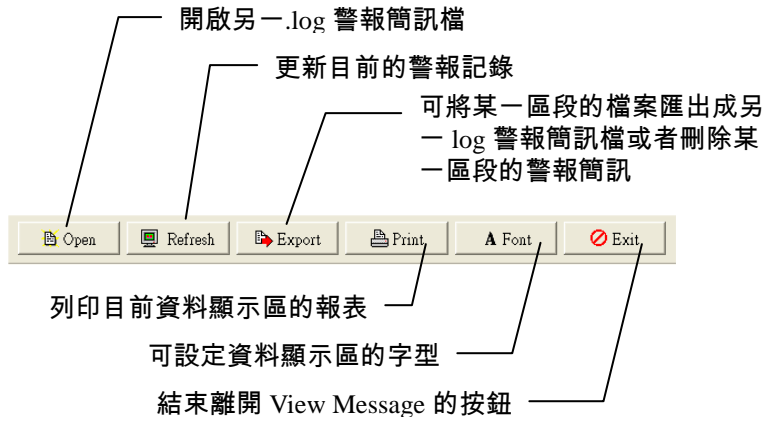 開啟另一.log 警報簡訊檔
更新目前的警報記錄
可將某一區段的檔案匯出成另
一 log 警報簡訊檔或者刪除某
一區段的警報簡訊
Open Refresh Export Print A Font Exit
列印目前資料顯示區的報表
可設定資料顯示區的字型
結束離開 View Message 的按鈕